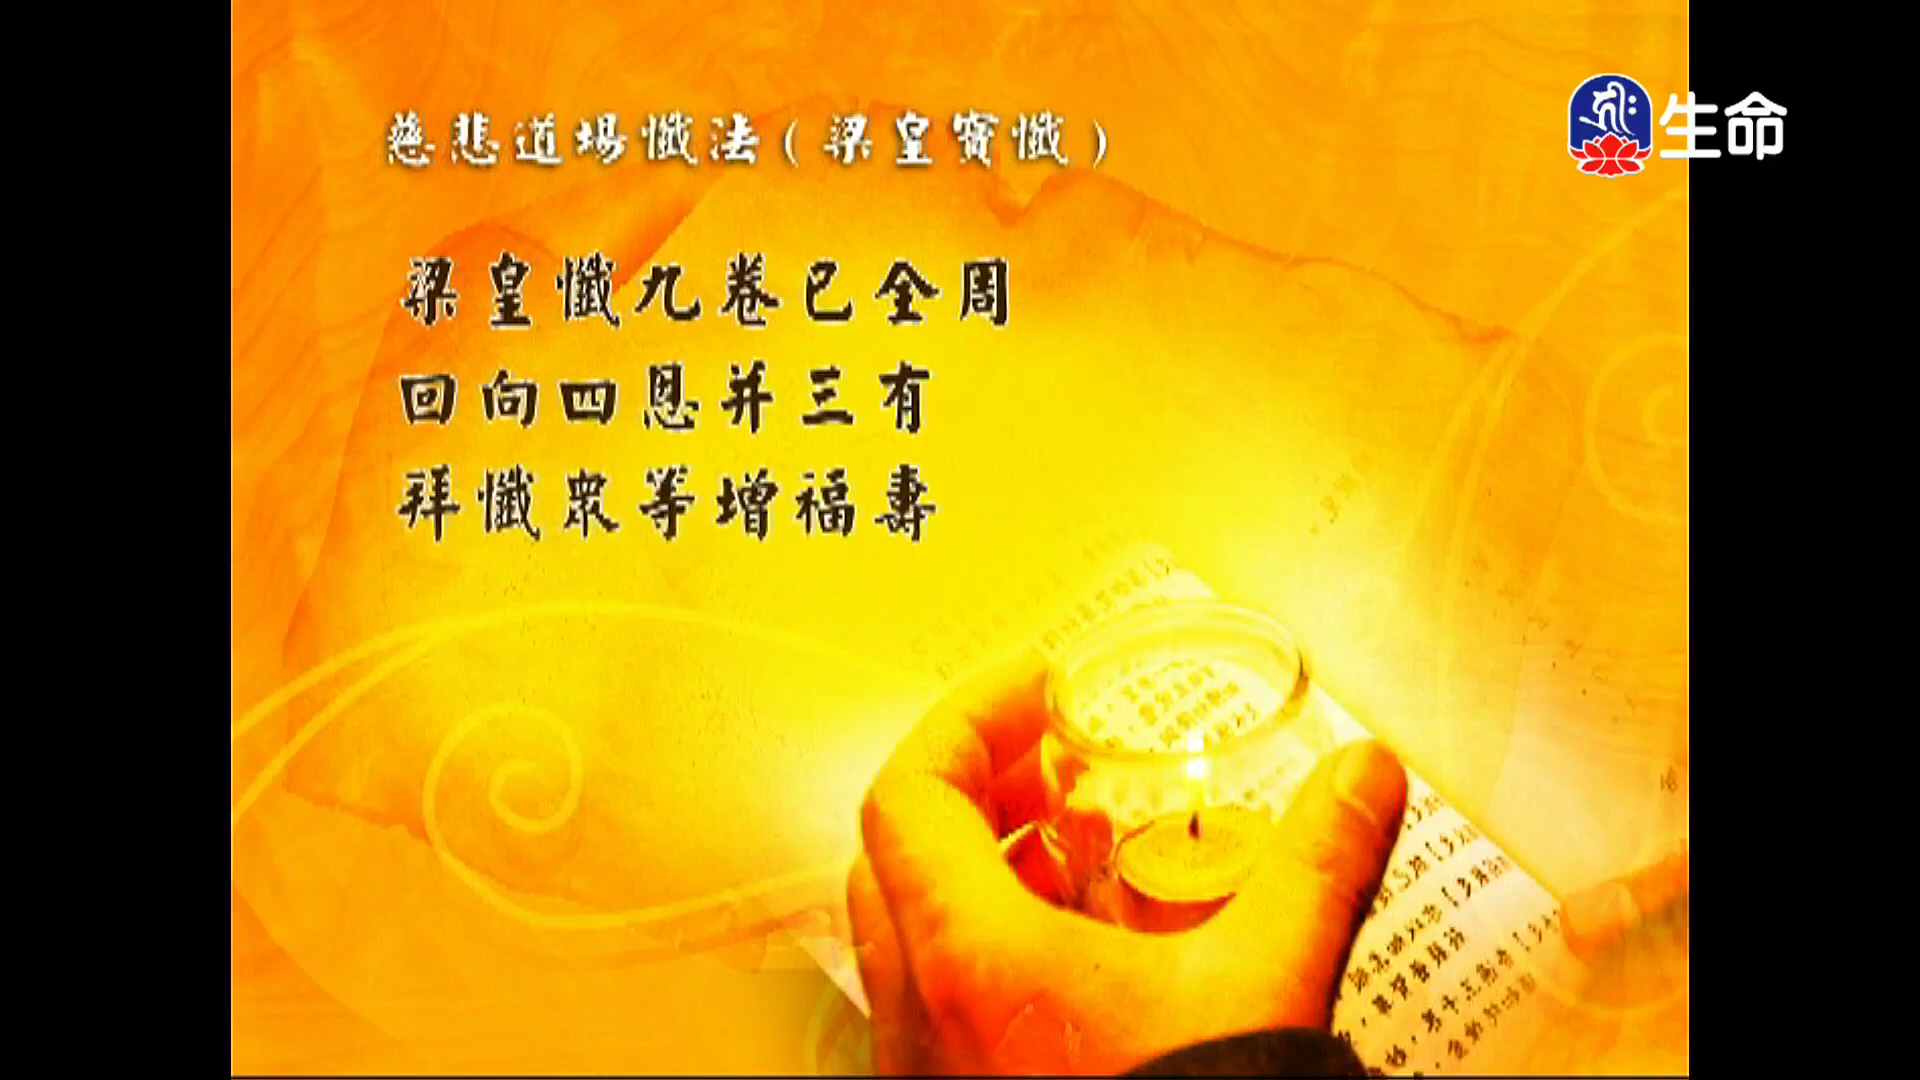 慈悲道場懺法(梁皇寶懺)
生命
梁皇懺九卷已全周
回向四恩并三有
拜懺眾等增福壽